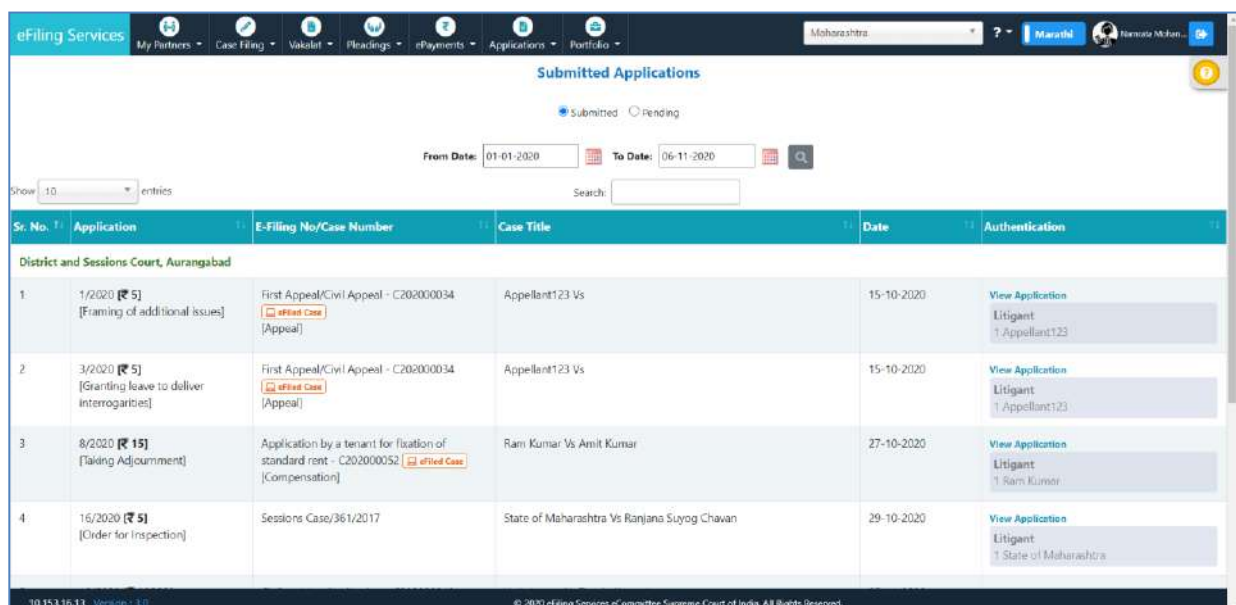 eFiling Services
My Partners
Case Filing
Vakalat
Pleadings
ePayments
Applications
Portfolio
Maharashtra
?
Marathi
Namrata Mohan...
Submitted Applications
?
Submitted Pending
From Date: 01-01-2020 To Date: 06-11-2020
Show 10 entries Search:
Sr. No. Application E-Filing No/Case Number Case Title Date Authentication
District and Sessions Court, Aurangabad
1 1/2020 [₹ 5] First Appeal/Civil Appeal - C202000034 Appellant123 Vs 15-10-2020 View Application
[Framing of additional issues] eFiled Case Litigant
[Appeal] 1 Appellant123
2 3/2020 [₹ 5] First Appeal/Civil Appeal - C202000034 Appellant123 Vs 15-10-2020 View Application
[Granting leave to deliver eFiled Case Litigant
interrogarities] [Appeal] 1 Appellant123
3 8/2020 [₹ 15] Application by a tenant for fixation of Ram Kumar Vs Amit Kumar 27-10-2020 View Application
[Taking Adjournment] standard rent - C202000052 eFiled Case Litigant
[Compensation] 1 Ram Kumar
4 16/2020 [₹ 5] Sessions Case/361/2017 State of Maharashtra Vs Ranjana Suyog Chavan 29-10-2020 View Application
[Order for Inspection] Litigant
1 State of Maharashtra
10.153.16.13 Version : 3.0 © 2020 eFiling Services eCommittee Supreme Court of India. All Rights Reserved.